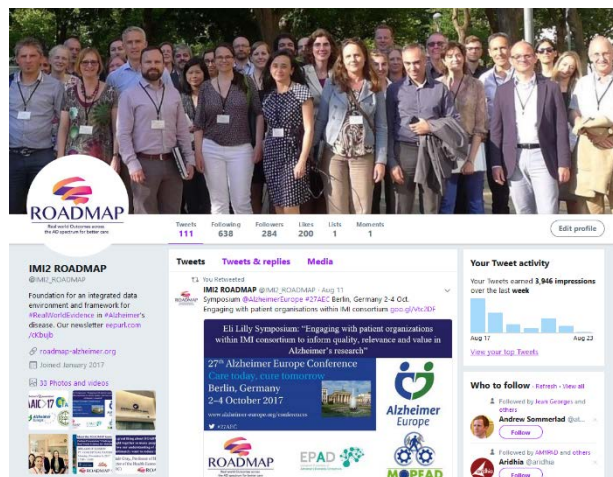 ROADMAP
Real world Outcomes across
the AD spectrum for better care
Tweets
111
Following
638
Followers
284
Likes
200
Lists
1
Moments
1
Edit profile
IMI2 ROADMAP
@IMI2_ROADMAP
Foundation for an integrated data
environment and framework for
#RealWorldEvidence in #Alzheimer's
disease. Our newsletter eepurl.com
/cKbujb
roadmap-alzheimer.org
Joined January 2017
33 Photos and videos
Tweets
Tweets & replies
Media
You Retweeted
IMI2 ROADMAP @IMI2_ROADMAP · Aug 11
Symposium @AlzheimerEurope #27AEC Berlin, Germany 2-4 Oct.
Engaging with patient organisations within IMI consortium
Eli Lilly Symposium: “Engaging with patient organizations
within IMI consortium to inform quality, relevance and value in
Alzheimer's research”
27th Alzheimer Europe Conference
Care today, cure tomorrow
Berlin, Germany
2–4 October 2017
www.alzheimer-europe.org/conferences
#27AEC
Alzheimer
Europe
ROADMAP
EPAD
MOPEAD
Your Tweet activity
Your Tweets earned 3,946 impressions
over the last week
Aug 17
Aug 23
View your top Tweets
Who to follow · Refresh · View all
Followed by Jean Georges and
others
Andrew Sommerlad
Follow
Followed by AMYPAD and others
Aridhia @aridhia
Follow